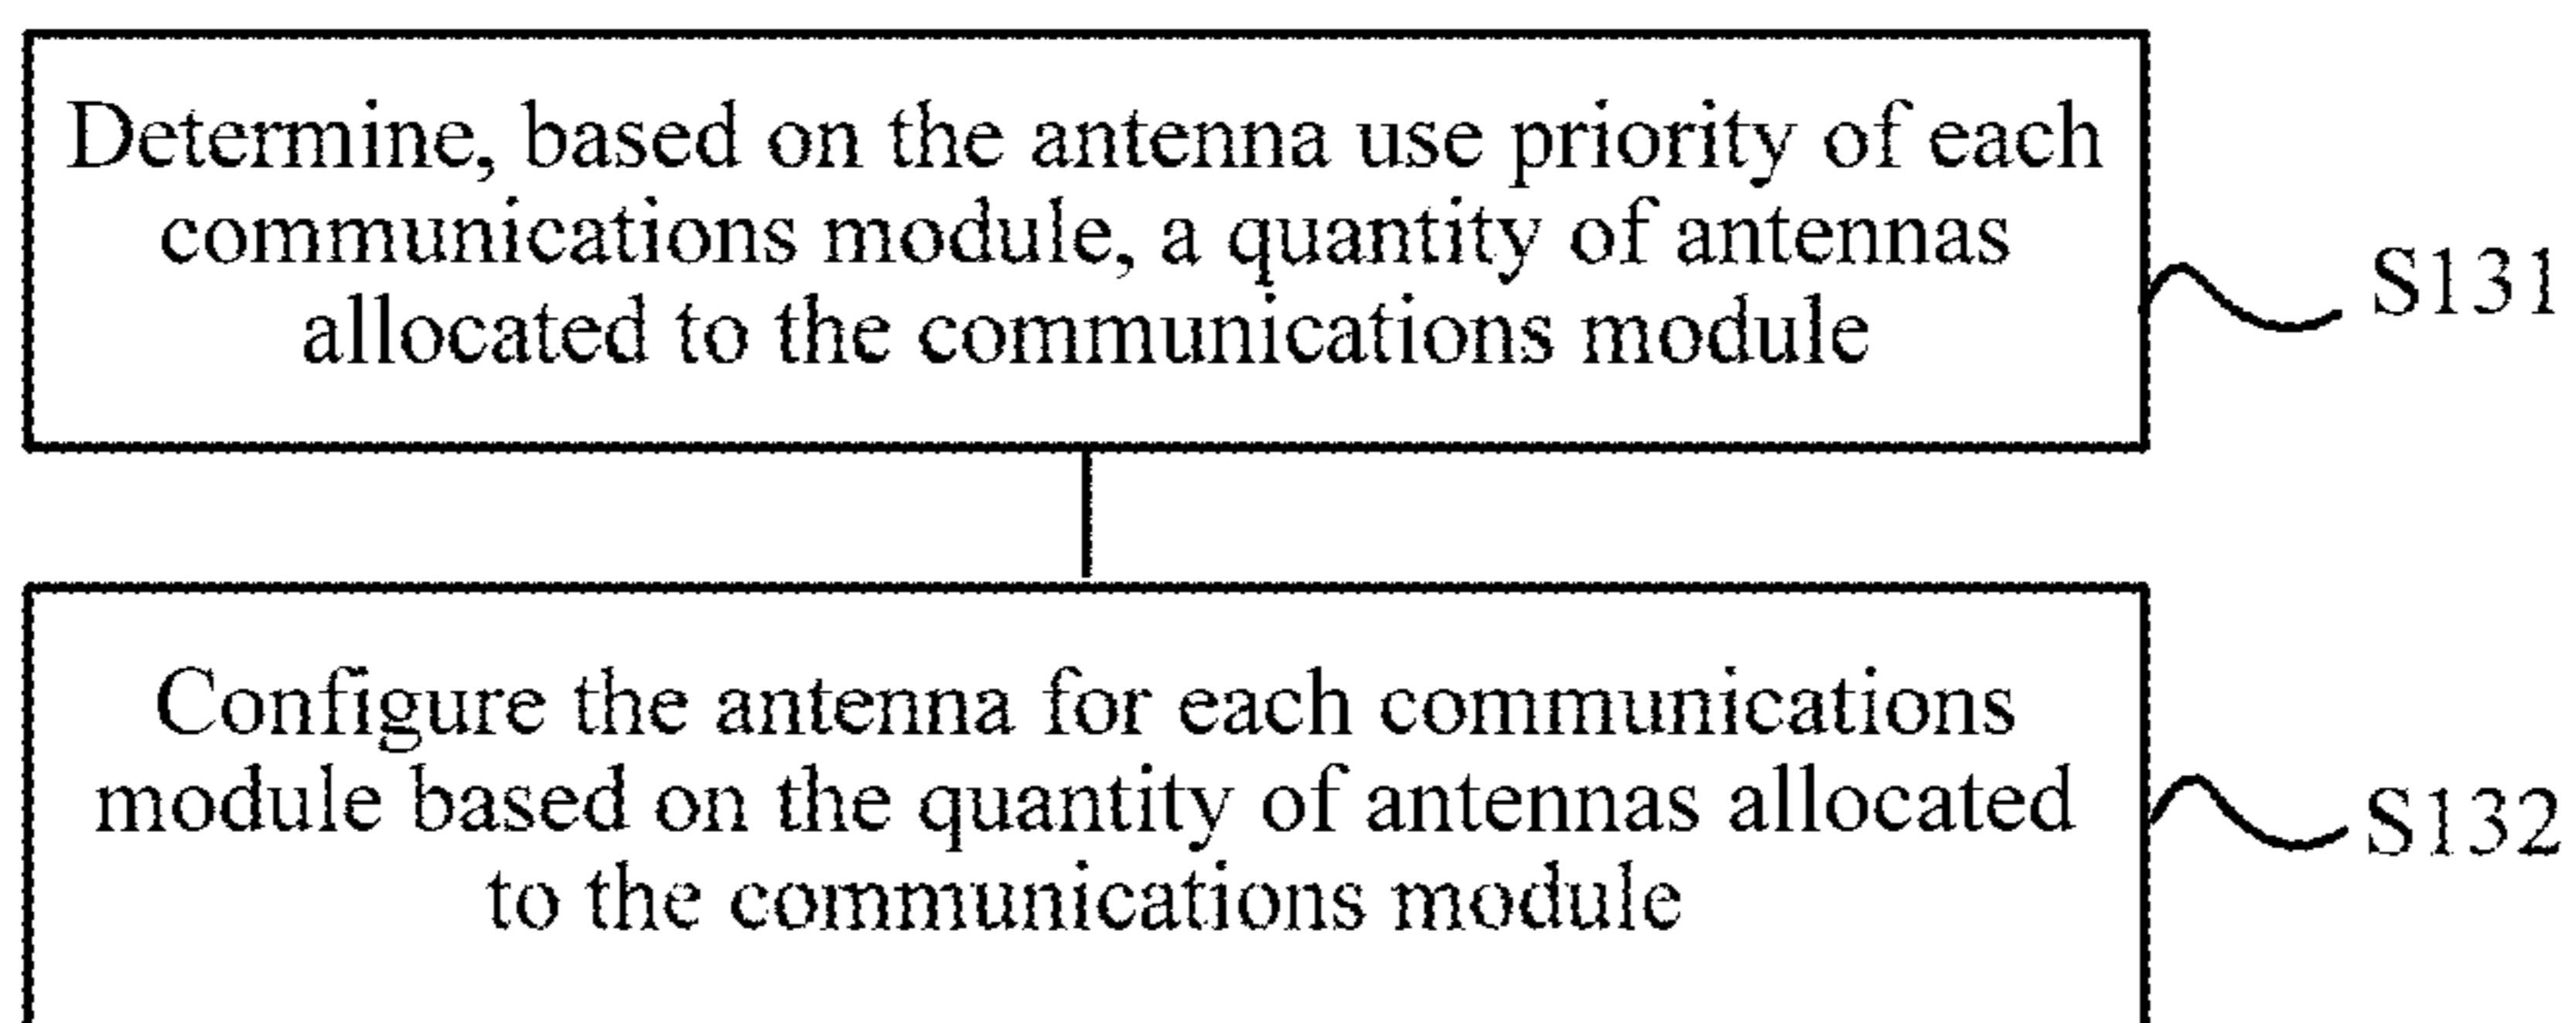 Determine, based on the antenna use priority of each
communications module, a quantity of antennas
allocated to the communications module
S131
Configure the antenna for each communications
module based on the quantity of antennas allocated
to the communications module
S132